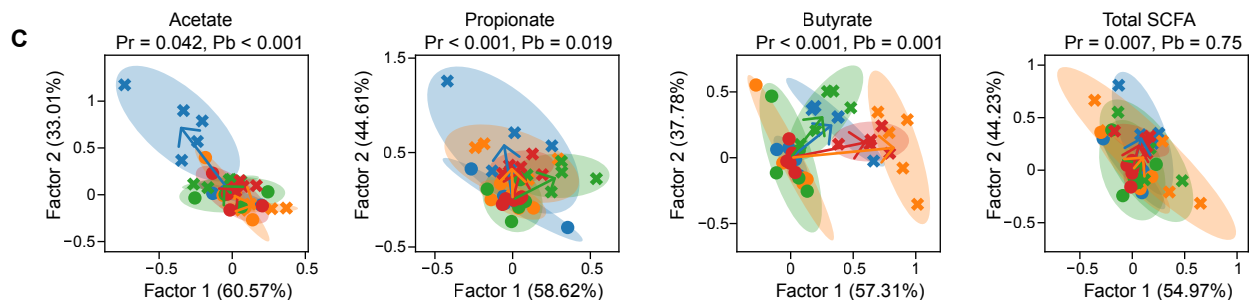 C
Acetate
Pr = 0.042, Pb < 0.001
Factor 2 (33.01%)
1
0.5
0
−0.5
−0.5
0
0.5
Factor 1 (60.57%)
Propionate
Pr < 0.001, Pb = 0.019
Factor 2 (44.61%)
1.5
0.5
−0.5
−0.5
0
0.5
Factor 1 (58.62%)
Butyrate
Pr < 0.001, Pb = 0.001
Factor 2 (37.78%)
0.5
0
−0.5
0
0.5
1
Factor 1 (57.31%)
Total SCFA
Pr = 0.007, Pb = 0.75
Factor 2 (44.23%)
1
0.5
0
−0.5
−0.5
0
0.5
1
Factor 1 (54.97%)